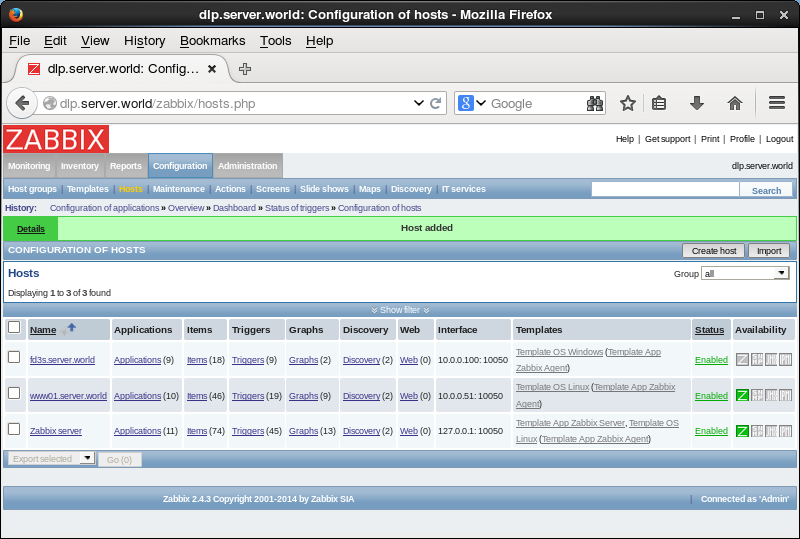 dlp.server.world: Configuration of hosts - Mozilla Firefox
File Edit View History Bookmarks Tools Help
dlp.server.world: Config...
dlp.server.world/zabbix/hosts.php
Google
ZABBIX
Help | Get support | Print | Profile | Logout
Monitoring Inventory Reports Configuration Administration
dlp.server.world
Host groups | Templates | Hosts | Maintenance | Actions | Screens | Slide shows | Maps | Discovery | IT services
Search
History: Configuration of applications » Overview » Dashboard » Status of triggers » Configuration of hosts
Details Host added
CONFIGURATION OF HOSTS Create host Import
Hosts Group all
Displaying 1 to 3 of 3 found
Show filter
Name Applications Items Triggers Graphs Discovery Web Interface Templates Status Availability
fd3s.server.world Applications (9) Items (18) Triggers (9) Graphs (2) Discovery (2) Web (0) 10.0.0.100: 10050 Template OS Windows (Template App Enabled Z
Zabbix Agent)
www01.server.world Applications (10) Items (46) Triggers (19) Graphs (9) Discovery (2) Web (0) 10.0.0.51: 10050 Template OS Linux (Template App Zabbix Enabled Z
Agent)
Zabbix server Applications (11) Items (74) Triggers (45) Graphs (13) Discovery (2) Web (0) 127.0.0.1: 10050 Template App Zabbix Server, Template OS Enabled Z
Linux (Template App Zabbix Agent)
Export selected Go (0)
Zabbix 2.4.3 Copyright 2001-2014 by Zabbix SIA | Connected as 'Admin'